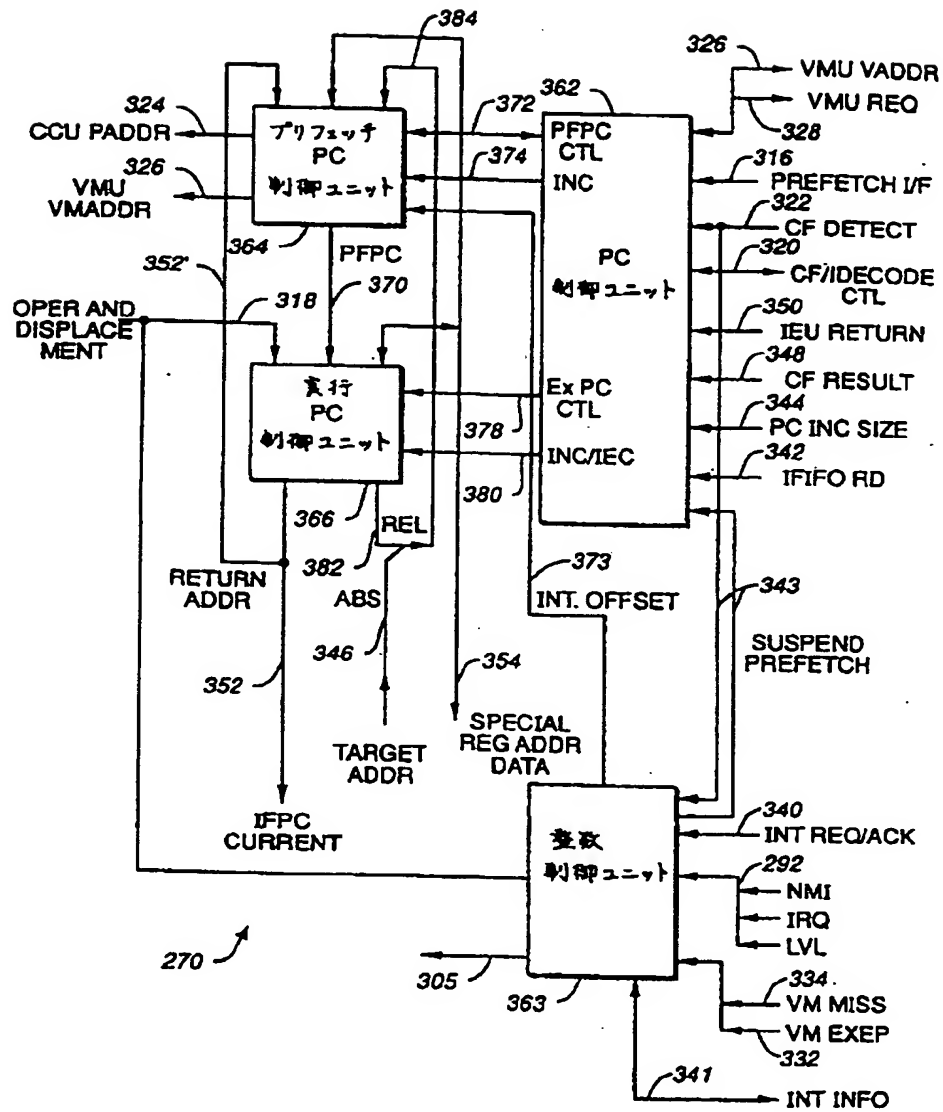 384
326
VMU VADDR
324
CCU PADDR
プリフェッチ
PC
制御ユニット
372
362
VMU REQ
328
326
VMU
VMADDR
374
PFPC
CTL
INC
316
PREFETCH I/F
322
CF DETECT
364
PFPC
352'
318
370
PC
制御ユニット
320
CF/IDECODE
CTL
OPER AND
DISPLACE
MENT
350
IEU RETURN
実行
PC
制御ユニット
Ex PC
CTL
348
CF RESULT
378
344
PC INC SIZE
INC/IEC
342
IFIFO RD
380
366
REL
382
373
RETURN
ADDR
ABS
INT. OFFSET
343
346
354
SUSPEND
PREFETCH
352
TARGET
ADDR
SPECIAL
REG ADDR
DATA
IFPC
CURRENT
整数
制御ユニット
340
INT REQ/ACK
292
NMI
IRQ
LVL
270
305
363
334
VM MISS
VM EXEP
332
341
INT INFO